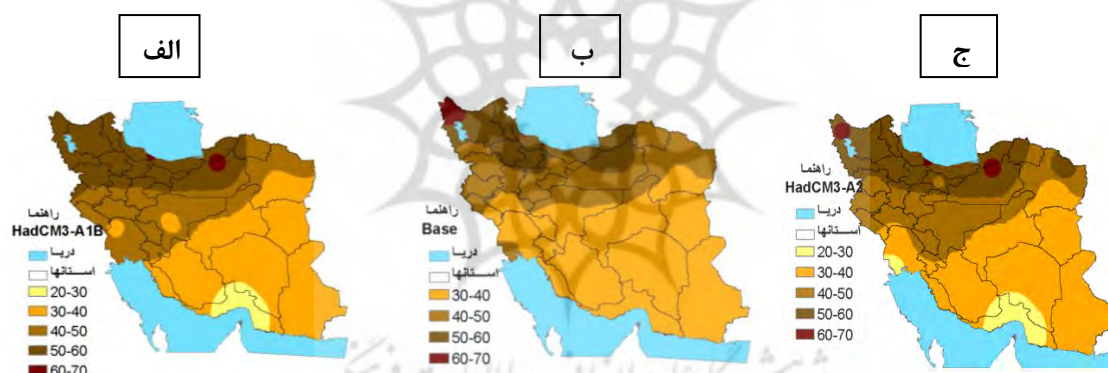 الف
ب
ج
راهنما
HadCM3-A1B
دریا
استانها
20-30
30-40
40-50
50-60
60-70
راهنما
Base
دریا
استانها
30-40
40-50
50-60
60-70
راهنما
HadCM3-A2
دریا
استانها
20-30
30-40
40-50
50-60
60-70